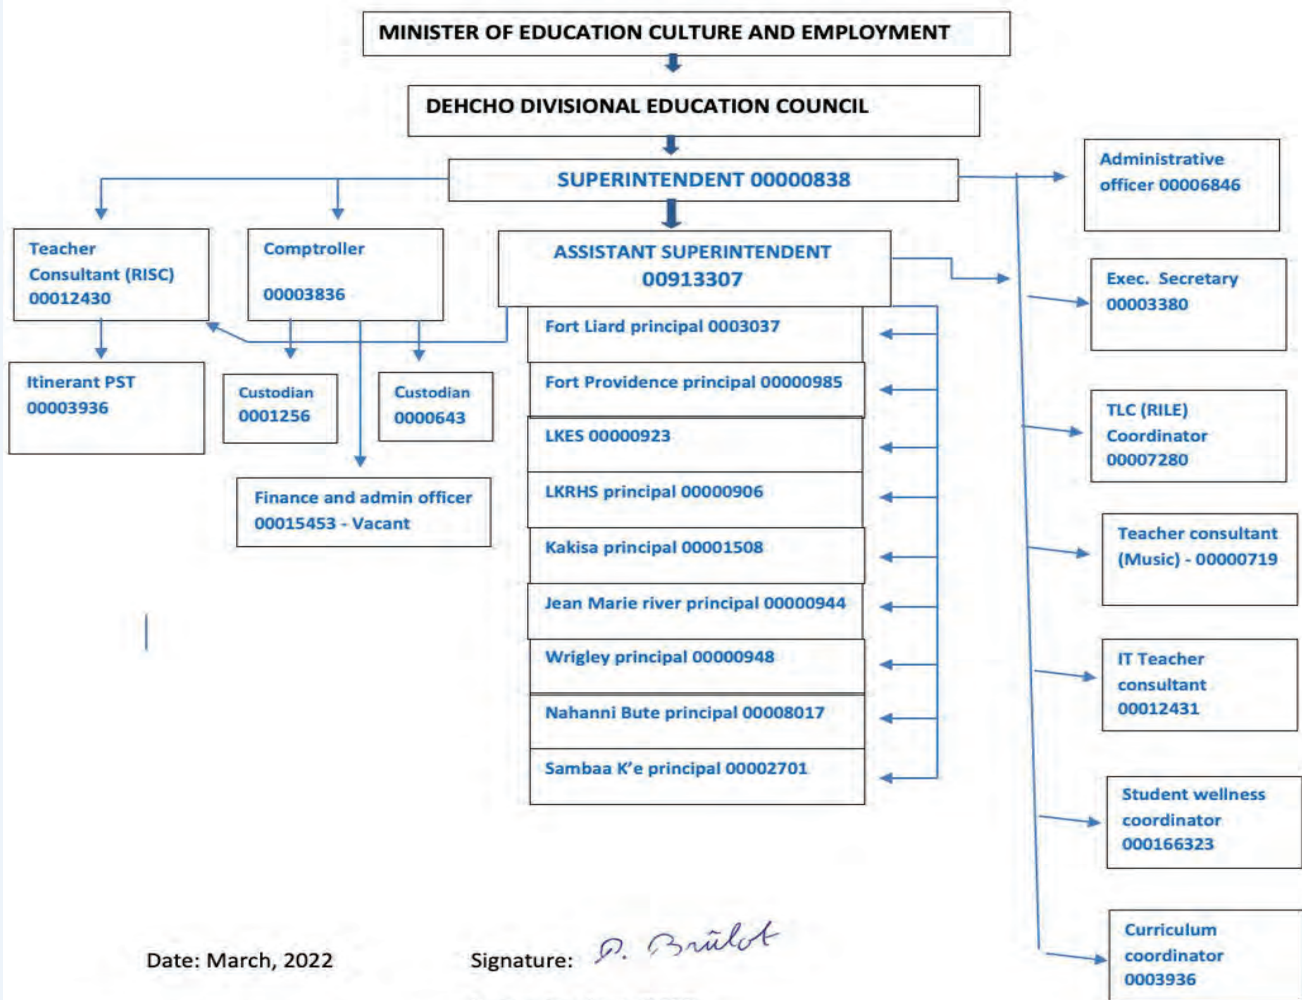 MINISTER OF EDUCATION CULTURE AND EMPLOYMENT
DEHCHO DIVISIONAL EDUCATION COUNCIL
SUPERINTENDENT 00000838
Administrative
officer 00006846
Teacher
Consultant (RISC)
00012430
Comptroller
00003836
ASSISTANT SUPERINTENDENT
00913307
Exec. Secretary
00003380
Fort Liard principal 0003037
Fort Providence principal 00000985
LKES 00000923
LKRHS principal 00000906
Kakisa principal 00001508
Jean Marie river principal 00000944
Wrigley principal 00000948
Nahanni Bute principal 00008017
Sambaa K'e principal 00002701
Itinerant PST
00003936
Custodian
0001256
Custodian
0000643
Finance and admin officer
00015453 - Vacant
TLC (RILE)
Coordinator
00007280
Teacher consultant
(Music) - 00000719
IT Teacher
consultant
00012431
Student wellness
coordinator
000166323
Curriculum
coordinator
0003936
Date: March, 2022
Signature: P. Brûlot